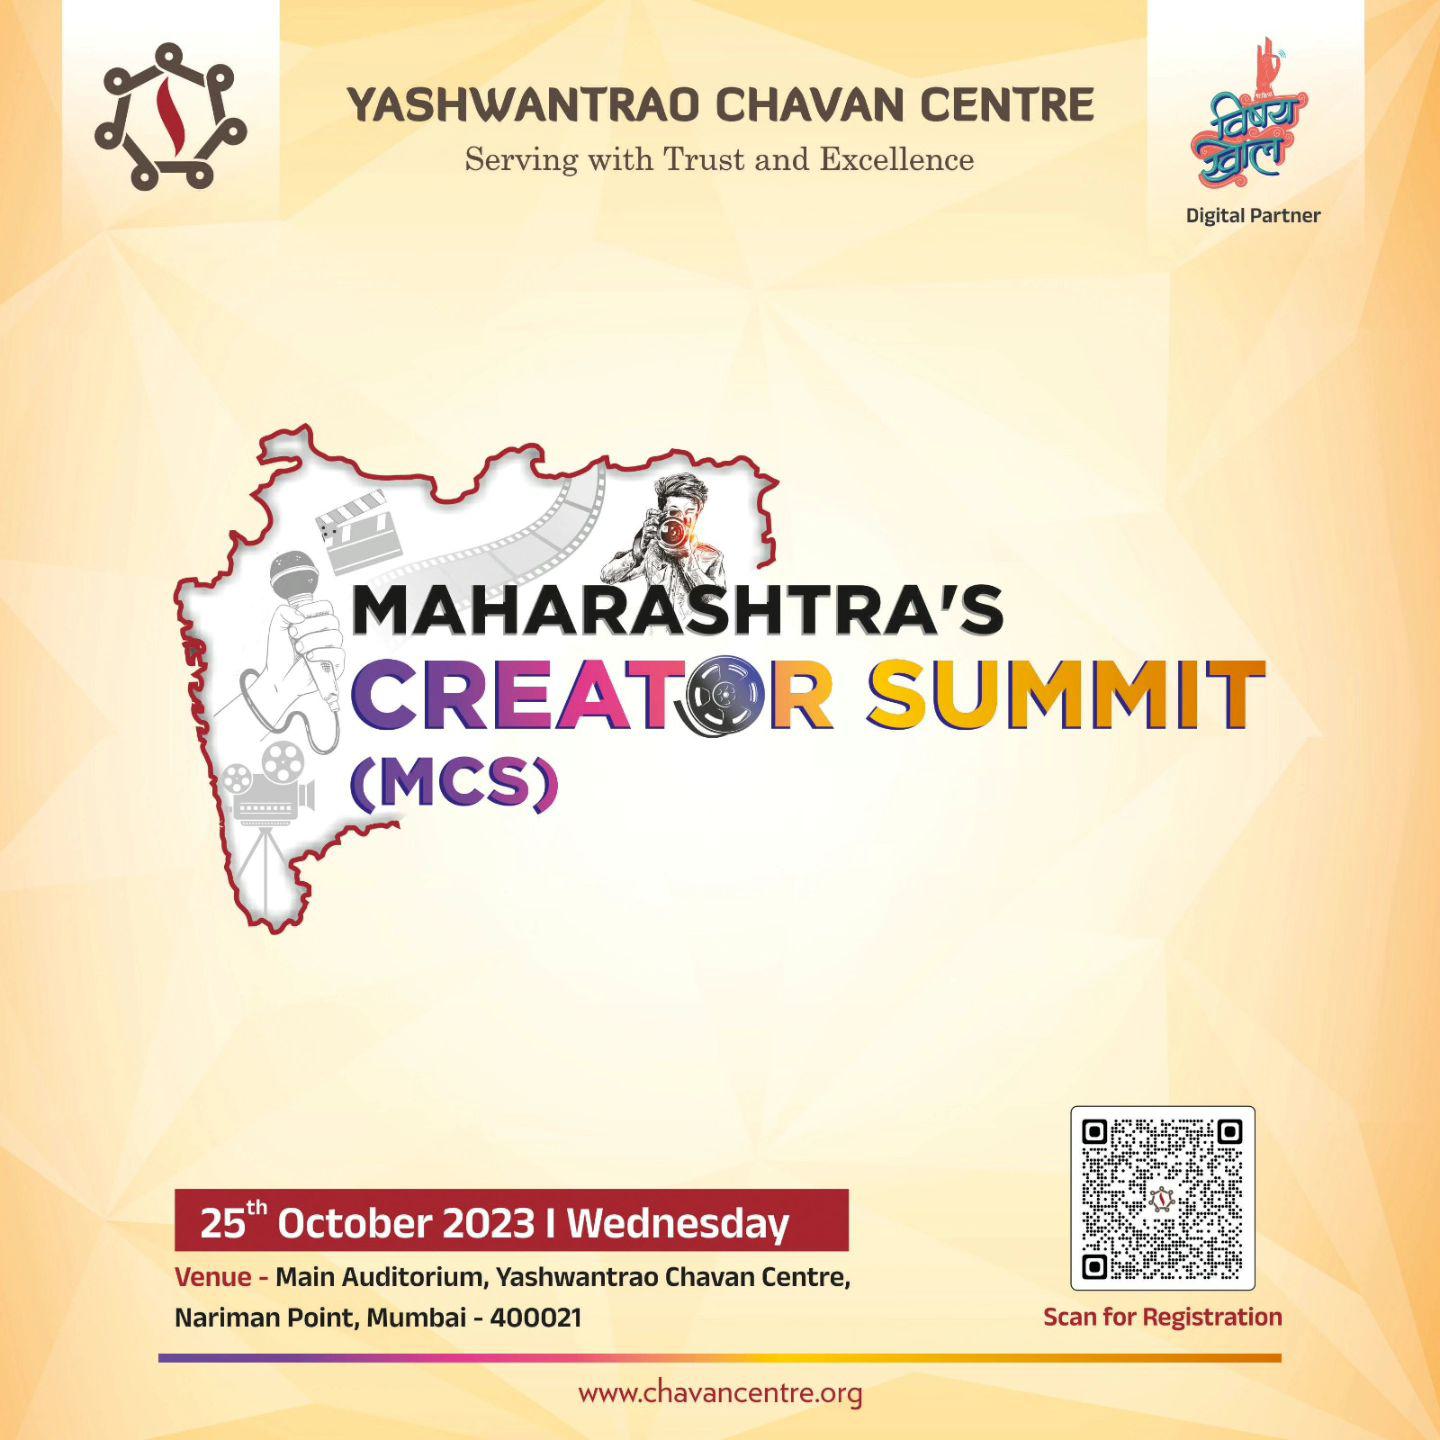 YASHWANTRAO CHAVAN CENTRE
Serving with Trust and Excellence
विषय
खोल
Digital Partner
MAHARASHTRA'S
CREATOR SUMMIT
(MCS)
25th October 2023 I Wednesday
Venue - Main Auditorium, Yashwantrao Chavan Centre,
Nariman Point, Mumbai - 400021
Scan for Registration
www.chavancentre.org